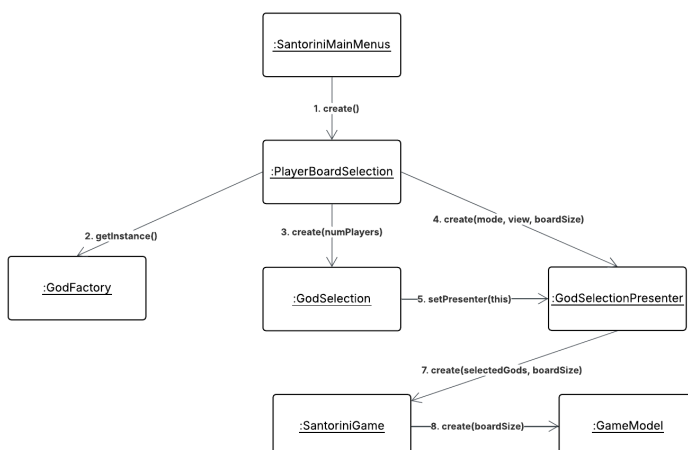 :SantoriniMainMenus
1. create()
:PlayerBoardSelection
2. getInstance()
3. create(numPlayers)
4. create(mode, view, boardSize)
:GodFactory
:GodSelection
5. setPresenter(this)
:GodSelectionPresenter
7. create(selectedGods, boardSize)
:SantoriniGame
8. create(boardSize)
:GameModel